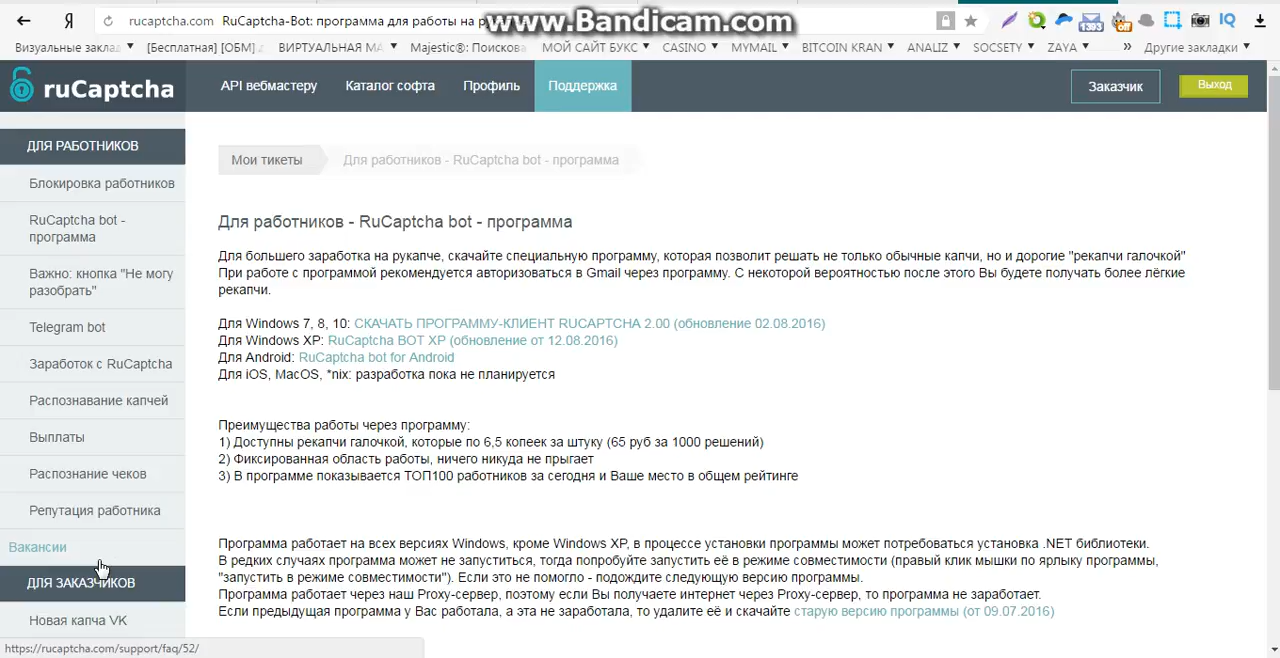 rucaptcha.com RuCaptcha-Bot: программа для работы на р
www.Bandicam.com
Визуальные заклад
[Бесплатная] [ОБМ]
ВИРТУАЛЬНАЯ МА
Majestic®: Поискова
МОЙ САЙТ БУКС
CASINO
MYMAIL
BITCOIN KRAN
ANALIZ
SOCSETY
ZAYA
» Другие закладки
ruCaptcha
API вебмастеру
Каталог софта
Профиль
Поддержка
Заказчик
Выход
ДЛЯ РАБОТНИКОВ
Блокировка работников
RuCaptcha bot -
программа
Важно: кнопка "Не могу
разобрать"
Telegram bot
Заработок с RuCaptcha
Распознавание капчей
Выплаты
Распознание чеков
Репутация работника
Вакансии
ДЛЯ ЗАКАЗЧИКОВ
Новая капча VK
Мои тикеты
Для работников - RuCaptcha bot - программа
Для работников - RuCaptcha bot - программа
Для большего заработка на рукапче, скачайте специальную программу, которая позволит решать не только обычные капчи, но и дорогие "рекапчи галочкой"
При работе с программой рекомендуется авторизоваться в Gmail через программу. С некоторой вероятностью после этого Вы будете получать более лёгкие
рекапчи.
Для Windows 7, 8, 10: СКАЧАТЬ ПРОГРАММУ-КЛИЕНТ RUCAPTCHA 2.00 (обновление 02.08.2016)
Для Windows XP: RuCaptcha BOT XP (обновление от 12.08.2016)
Для Android: RuCaptcha bot for Android
Для iOS, MacOS, *nix: разработка пока не планируется
Преимущества работы через программу:
1) Доступны рекапчи галочкой, которые по 6,5 копеек за штуку (65 руб за 1000 решений)
2) Фиксированная область работы, ничего никуда не прыгает
3) В программе показывается ТОП100 работников за сегодня и Ваше место в общем рейтинге
Программа работает на всех версиях Windows, кроме Windows XP, в процессе установки программы может потребоваться установка .NET библиотеки.
В редких случаях программа может не запуститься, тогда попробуйте запустить её в режиме совместимости (правый клик мышки по ярлыку программы,
"запустить в режиме совместимости"). Если это не помогло - подождите следующую версию программы.
Программа работает через наш Proxy-сервер, поэтому если Вы получаете интернет через Proxy-сервер, то программа не заработает.
Если предыдущая программа у Вас работала, а эта не заработала, то удалите её и скачайте старую версию программы (от 09.07.2016)
https://rucaptcha.com/support/faq/52/